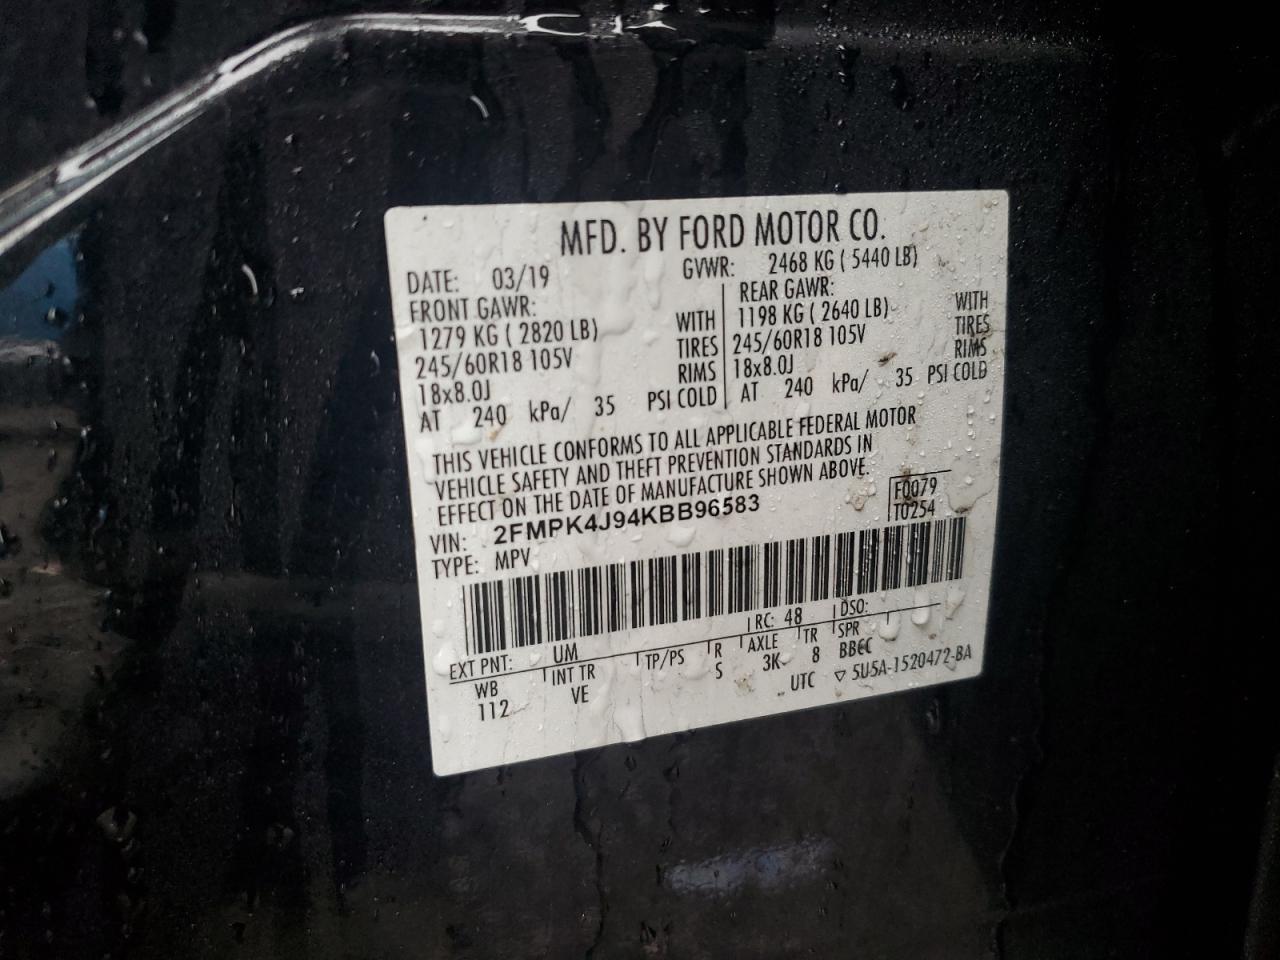 MFD. BY FORD MOTOR CO.
DATE: 03/19 GVWR: 2468 KG ( 5440 LB)
FRONT GAWR:
1279 KG ( 2820 LB) WITH
245/60R18 105V TIRES
18x8.0J RIMS
AT 240 kPa/ 35 PSI COLD
REAR GAWR:
1198 KG ( 2640 LB) WITH
245/60R18 105V TIRES
18x8.0J RIMS
AT 240 kPa/ 35 PSI COLD
THIS VEHICLE CONFORMS TO ALL APPLICABLE FEDERAL MOTOR
VEHICLE SAFETY AND THEFT PREVENTION STANDARDS IN
EFFECT ON THE DATE OF MANUFACTURE SHOWN ABOVE.
VIN: 2FMPK4J94KBB96583
TYPE: MPV
F0079
T0254
EXT PNT: UM RC: 48 DSO:
WB INT TR TP/PS R AXLE TR SPR
112 VE S 3K 8 BBCC
UTC ▽ 5U5A-1520472-BA